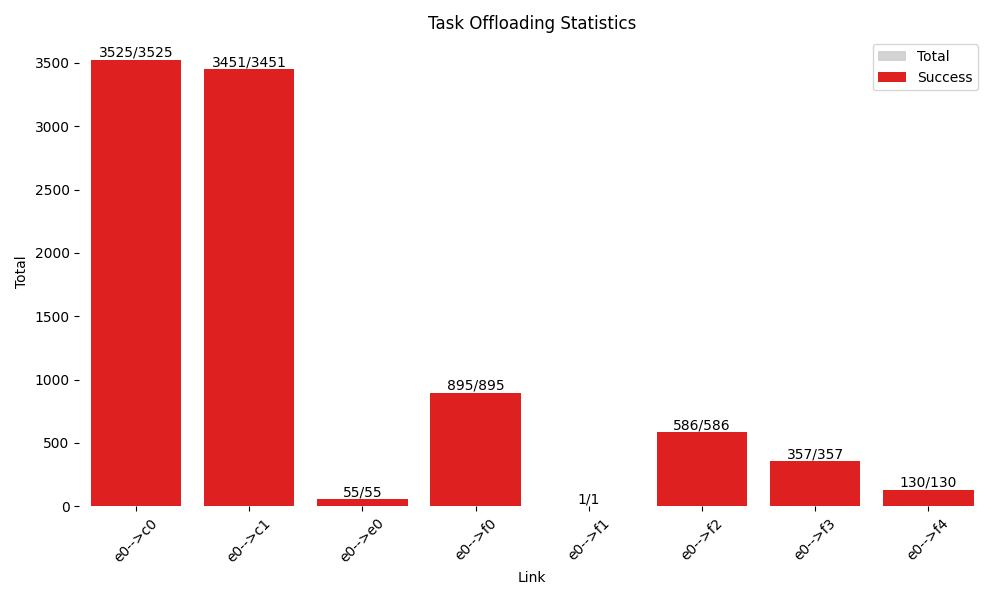 Task Offloading Statistics
Total
Success
3525/3525
3451/3451
55/55
895/895
1/1
586/586
357/357
130/130
3500
3000
2500
2000
1500
1000
500
0
Total
e0-->c0
e0-->c1
e0-->e0
e0-->f0
e0-->f1
e0-->f2
e0-->f3
e0-->f4
Link